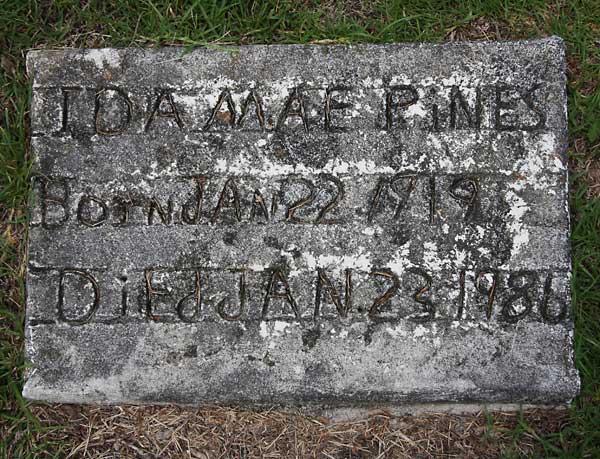 IDA MAE PiNES
Born JAN 22 1919
DiEd JAN. 23 1986